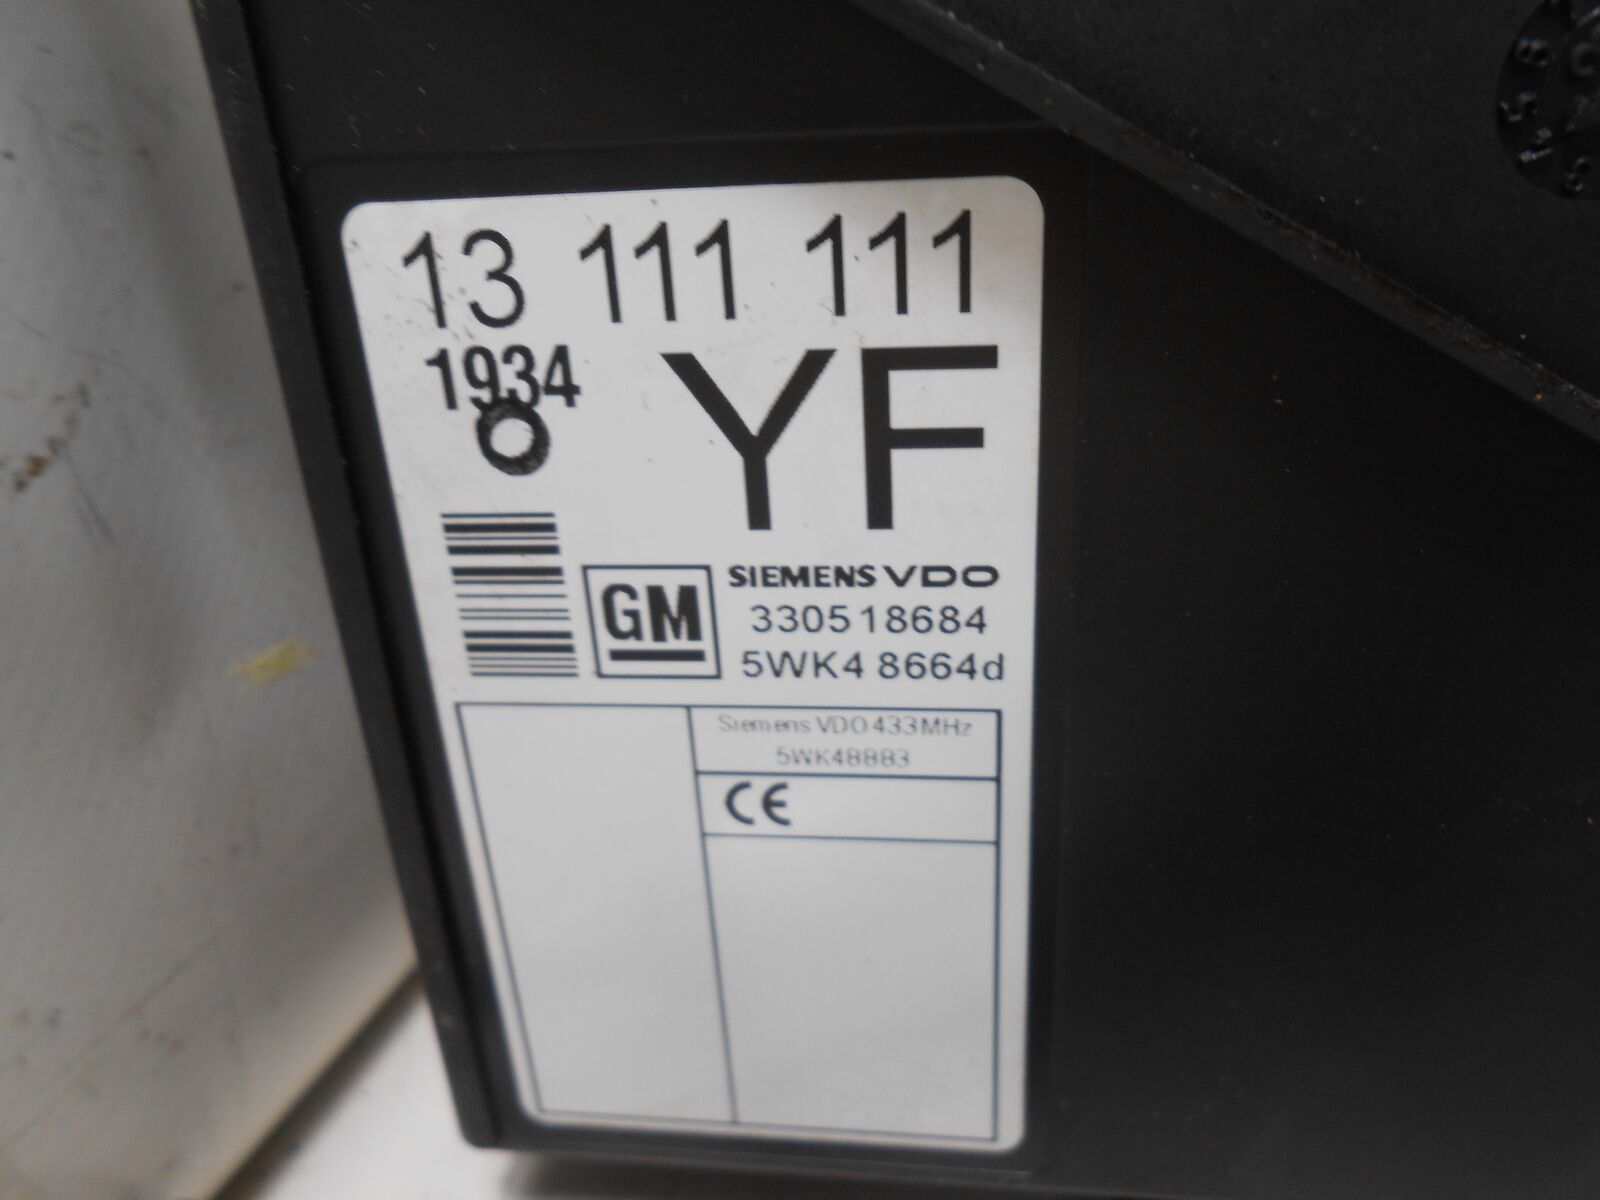 13 111 111
1934
YF
GM
SIEMENS VDO
330518684
5WK4 8664d
Siemens VDO 433MHz
5WK48883
CE